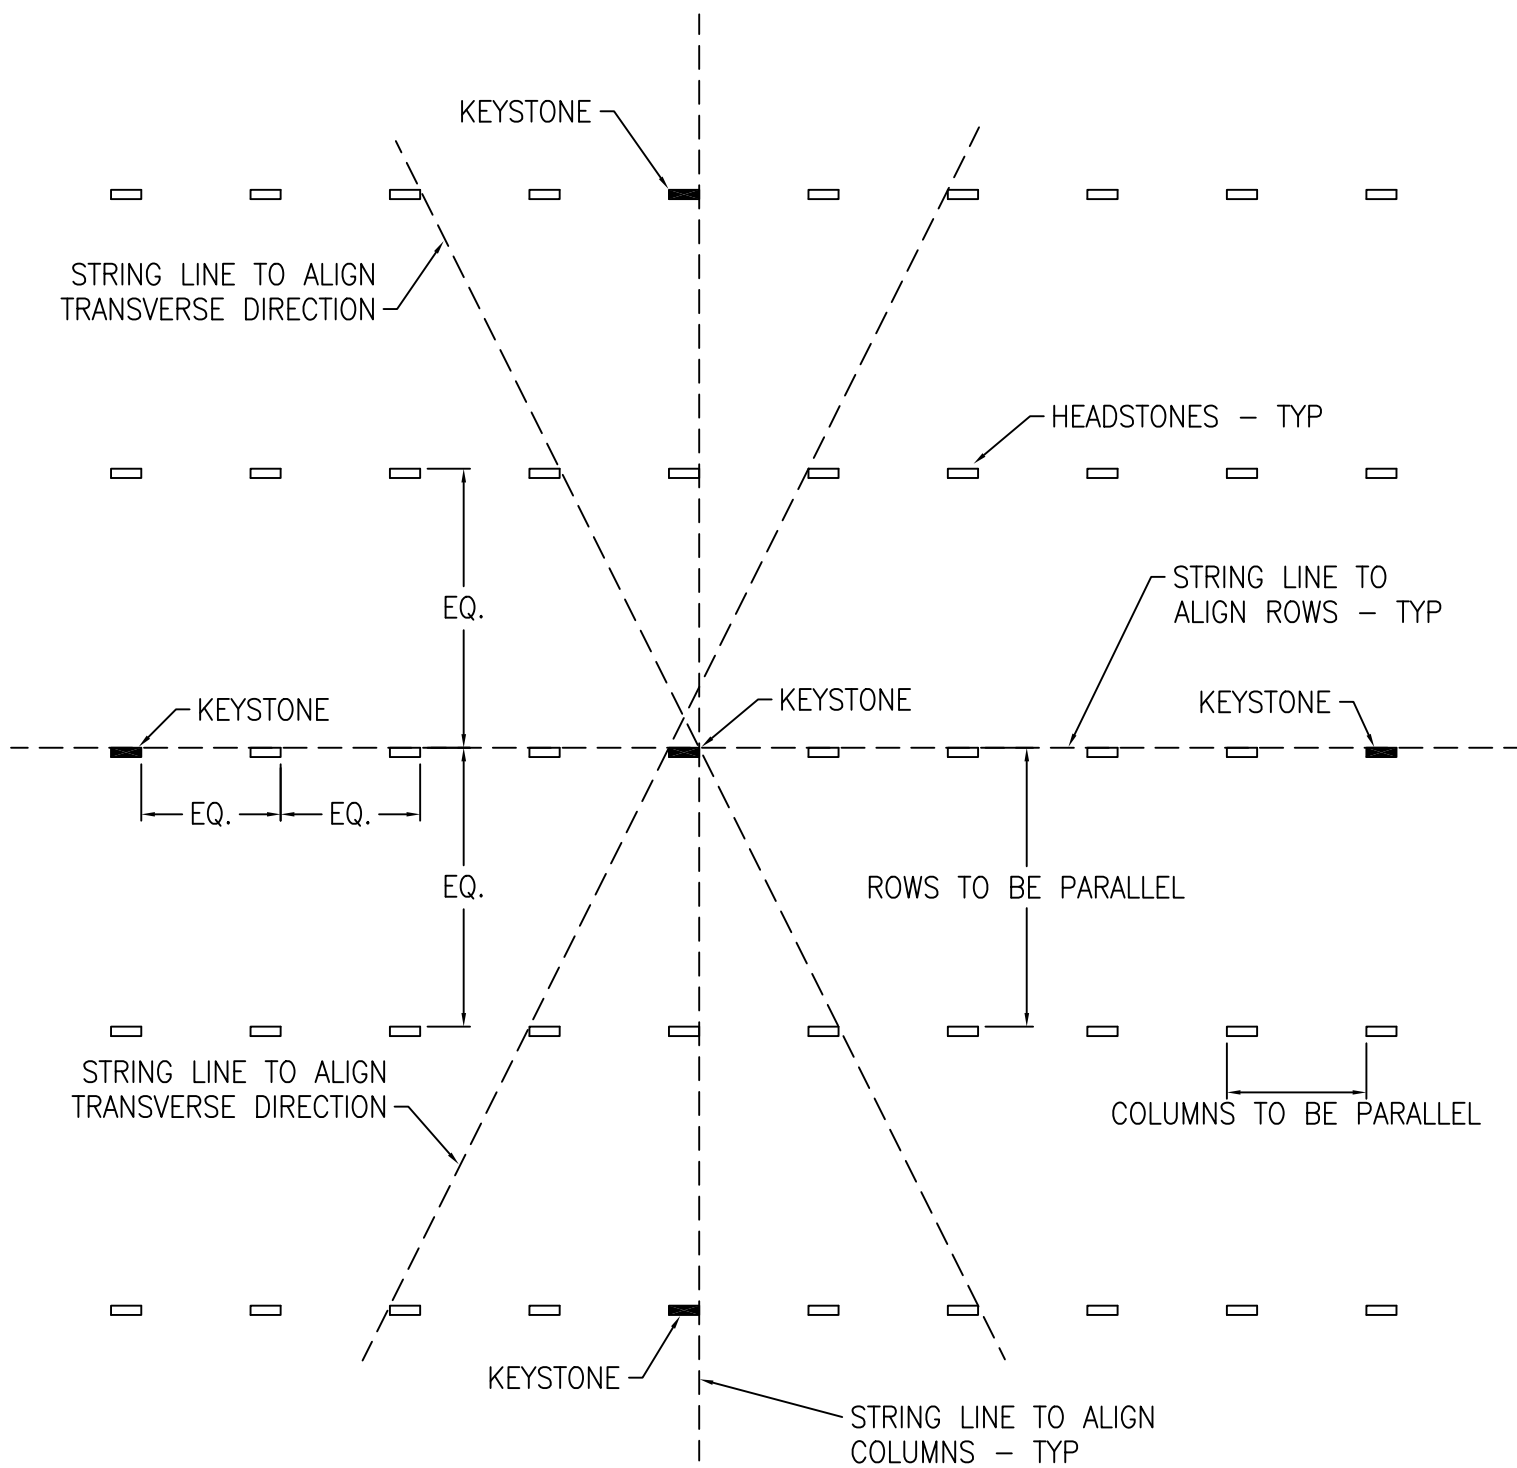 KEYSTONE
STRING LINE TO ALIGN
TRANSVERSE DIRECTION
HEADSTONES - TYP
EQ.
STRING LINE TO
ALIGN ROWS - TYP
KEYSTONE
KEYSTONE
KEYSTONE
EQ.
EQ.
EQ.
ROWS TO BE PARALLEL
STRING LINE TO ALIGN
TRANSVERSE DIRECTION
COLUMNS TO BE PARALLEL
KEYSTONE
STRING LINE TO ALIGN
COLUMNS - TYP